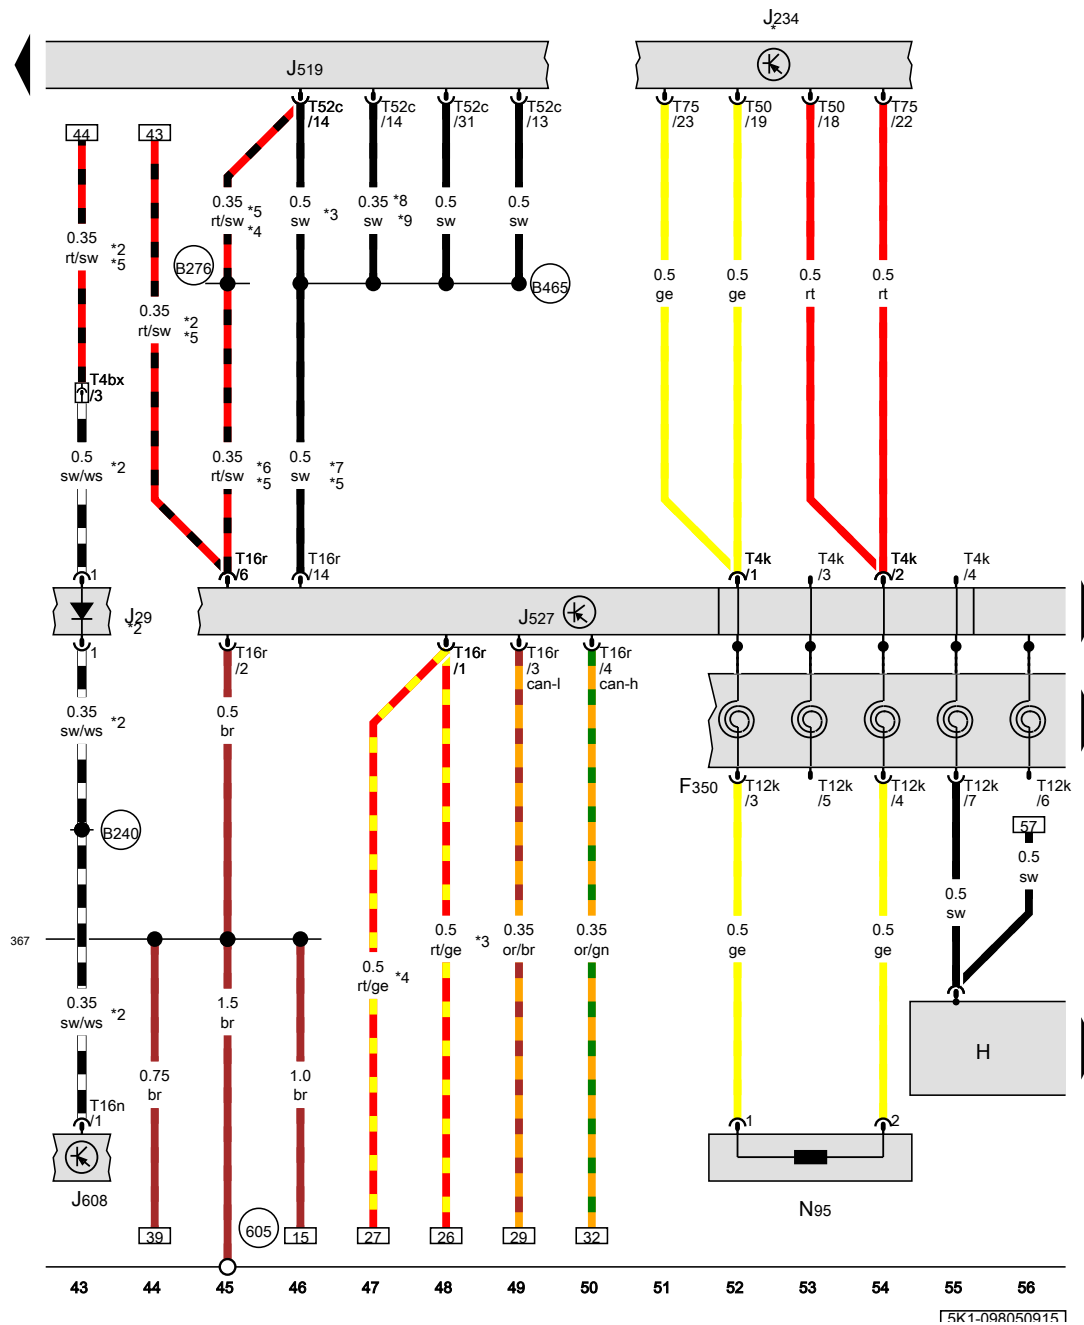 J234
*
J519
T52c
/14
T52c
/14
T52c
/31
T52c
/13
T75
/23
T50
/19
T50
/18
T75
/22
44
43
0.35
rt/sw
*5
*4
0.5
sw
*3
0.35
sw
*8
*9
0.5
sw
0.5
sw
0.35
rt/sw
*2
*5
B276
B465
0.5
ge
0.5
ge
0.5
rt
0.5
rt
0.35
rt/sw
*2
*5
T4bx
/3
0.5
sw/ws
*2
0.35
rt/sw
*6
*5
0.5
sw
*7
*5
1
T16r
/6
T16r
/14
T4k
/1
T4k
/3
T4k
/2
T4k
/4
J29
*2
J527
1
T16r
/2
T16r
/1
T16r
/3
can-l
T16r
/4
can-h
0.35
sw/ws
*2
0.5
br
F350
T12k
/3
T12k
/5
T12k
/4
T12k
/7
T12k
/6
57
B240
0.5
sw
0.5
sw
367
0.5
rt/ge
*4
0.5
rt/ge
*3
0.35
or/br
0.35
or/gn
0.5
ge
0.5
ge
0.35
sw/ws
*2
1.5
br
0.75
br
1.0
br
H
T16n
/1
1
2
J608
N95
39
605
15
27
26
29
32
43 44 45 46 47 48 49 50 51 52 53 54 55 56
5K1-098050915